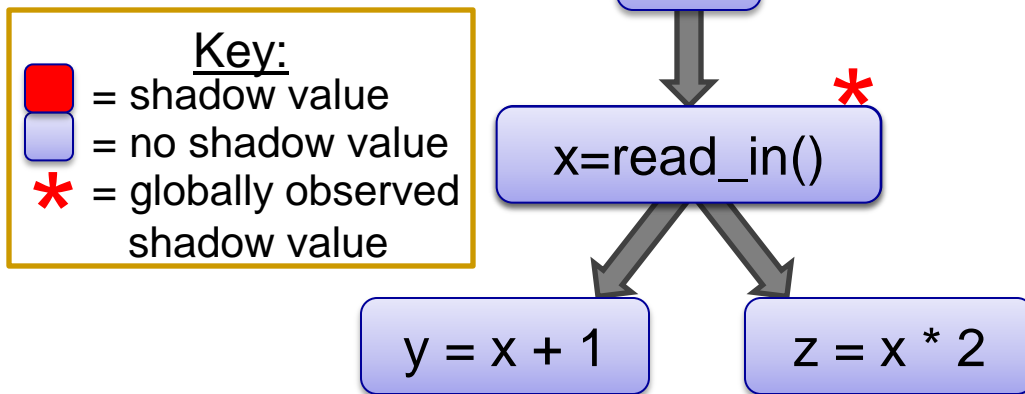 Key:
= shadow value
= no shadow value
* = globally observed
shadow value
*
x=read_in()
y = x + 1
z = x * 2